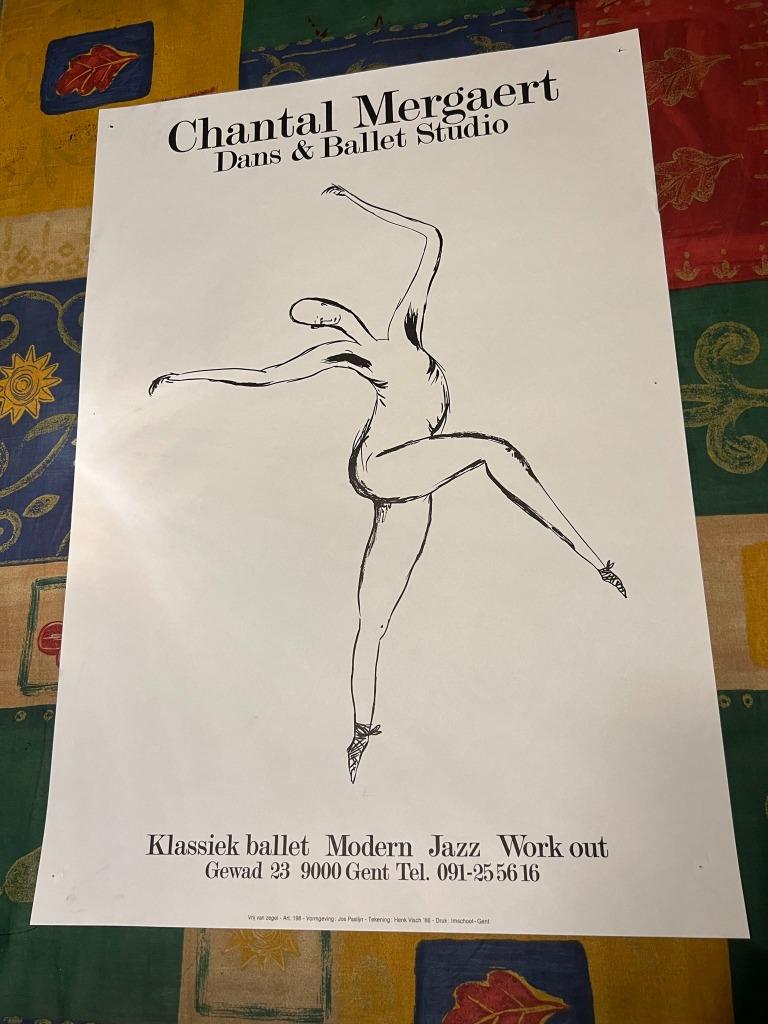 Chantal Mergaert
Dans & Ballet Studio
Klassiek ballet Modern Jazz Work out
Gewad 23 9000 Gent Tel. 091-25 56 16
Vrij van zegel - Art. 198 - Vormgeving: Jos Paslijn - Tekening: Henk Visch '86 - Druk: Imschoot - Gent